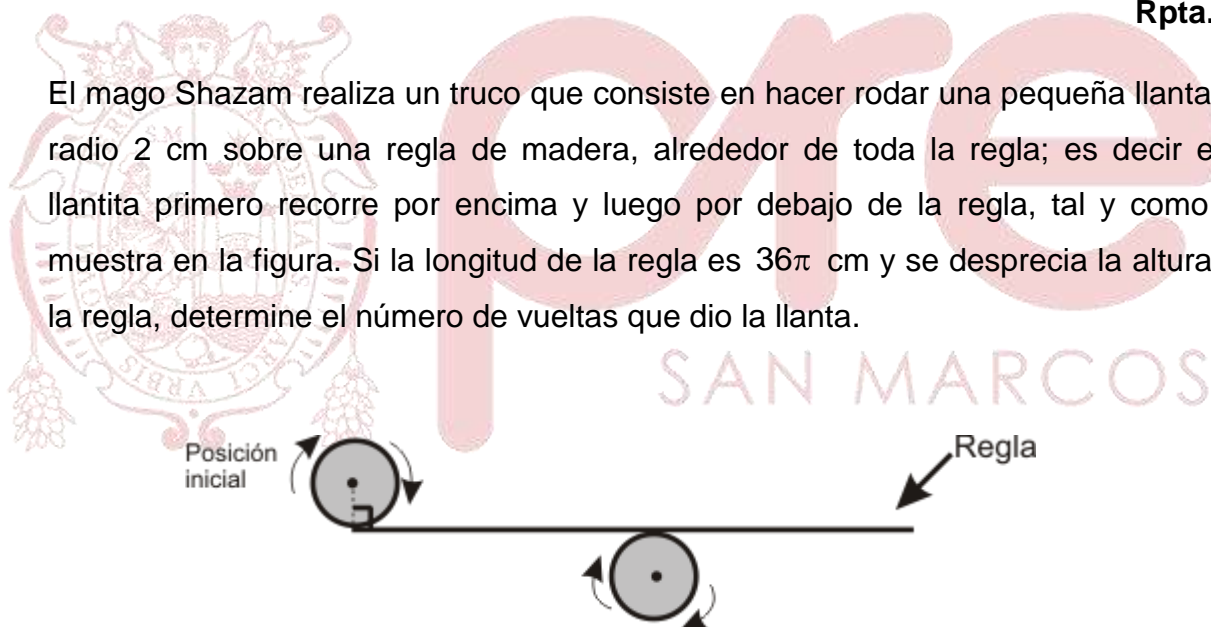 Rpta.
El mago Shazam realiza un truco que consiste en hacer rodar una pequeña llanta
radio 2 cm sobre una regla de madera, alrededor de toda la regla; es decir e
llantita primero recorre por encima y luego por debajo de la regla, tal y como
muestra en la figura. Si la longitud de la regla es 36π cm y se desprecia la altura
la regla, determine el número de vueltas que dio la llanta.
pre
SAN MARCOS
Posición
inicial
Regla